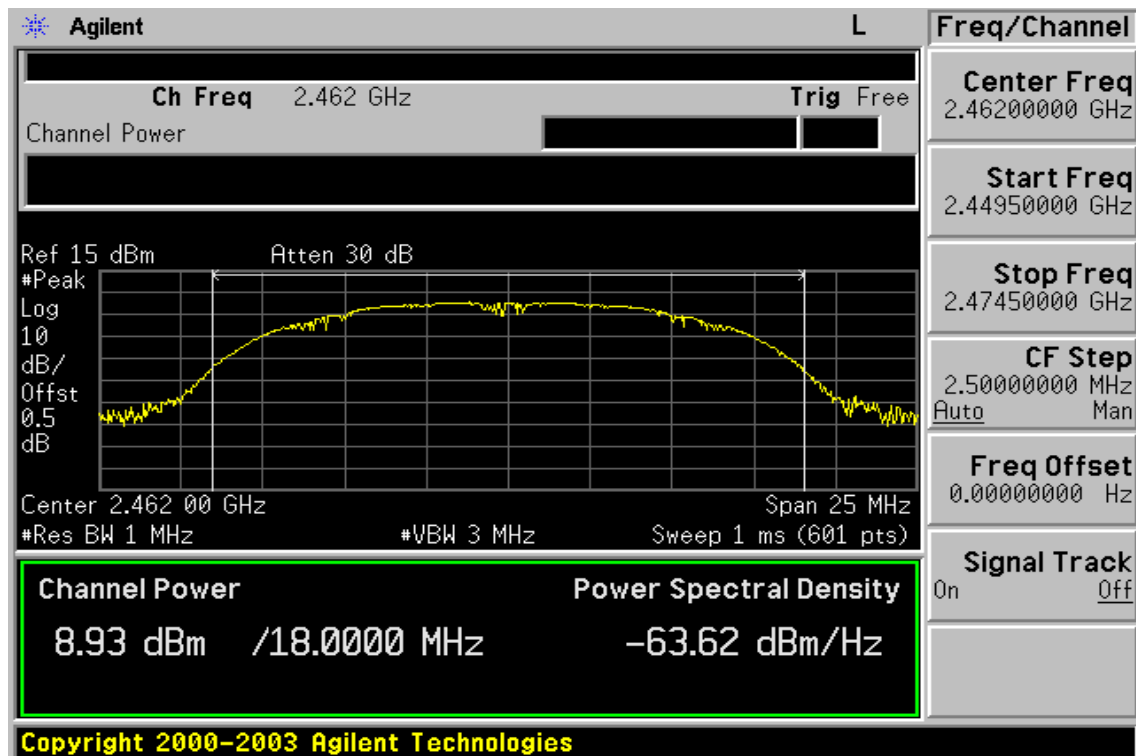 Agilent L
Ch Freq 2.462 GHz Trig Free
Channel Power
Ref 15 dBm Atten 30 dB
#Peak
Log
10
dB/
Offst
0.5
dB
Center 2.462 00 GHz Span 25 MHz
#Res BW 1 MHz #VBW 3 MHz Sweep 1 ms (601 pts)
Channel Power Power Spectral Density
8.93 dBm /18.0000 MHz -63.62 dBm/Hz
Copyright 2000-2003 Agilent Technologies
Freq/Channel
Center Freq
2.46200000 GHz
Start Freq
2.44950000 GHz
Stop Freq
2.47450000 GHz
CF Step
2.50000000 MHz
Auto Man
Freq Offset
0.00000000 Hz
Signal Track
On Off